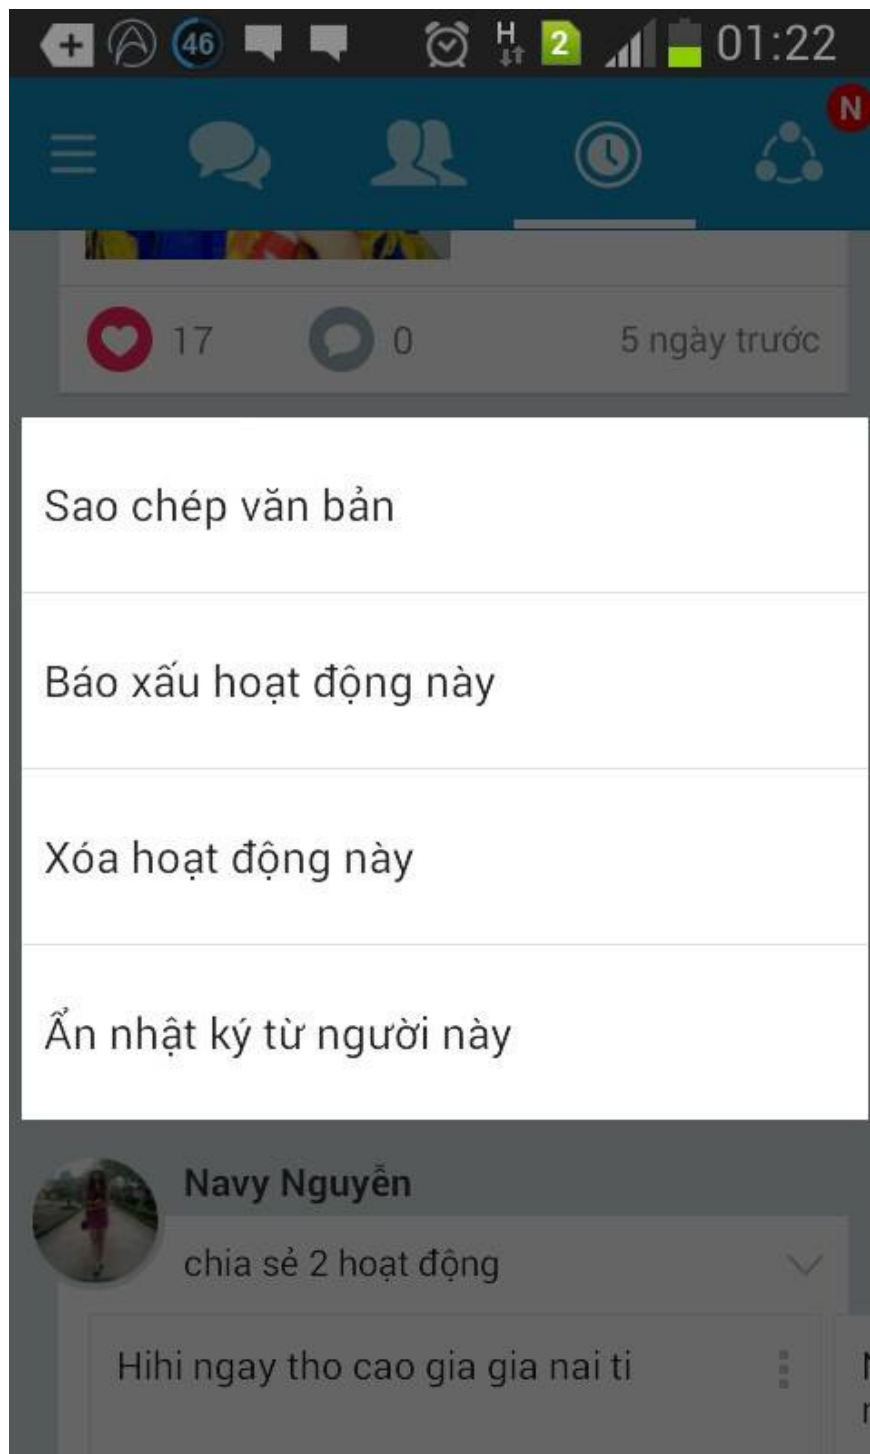 46
H
2
01:22
N
17
0
5 ngày trước
Sao chép văn bản
Báo xấu hoạt động này
Xóa hoạt động này
Ẩn nhật ký từ người này
Navy Nguyễn
chia sẻ 2 hoạt động
Hihi ngay tho cao gia gia nai ti